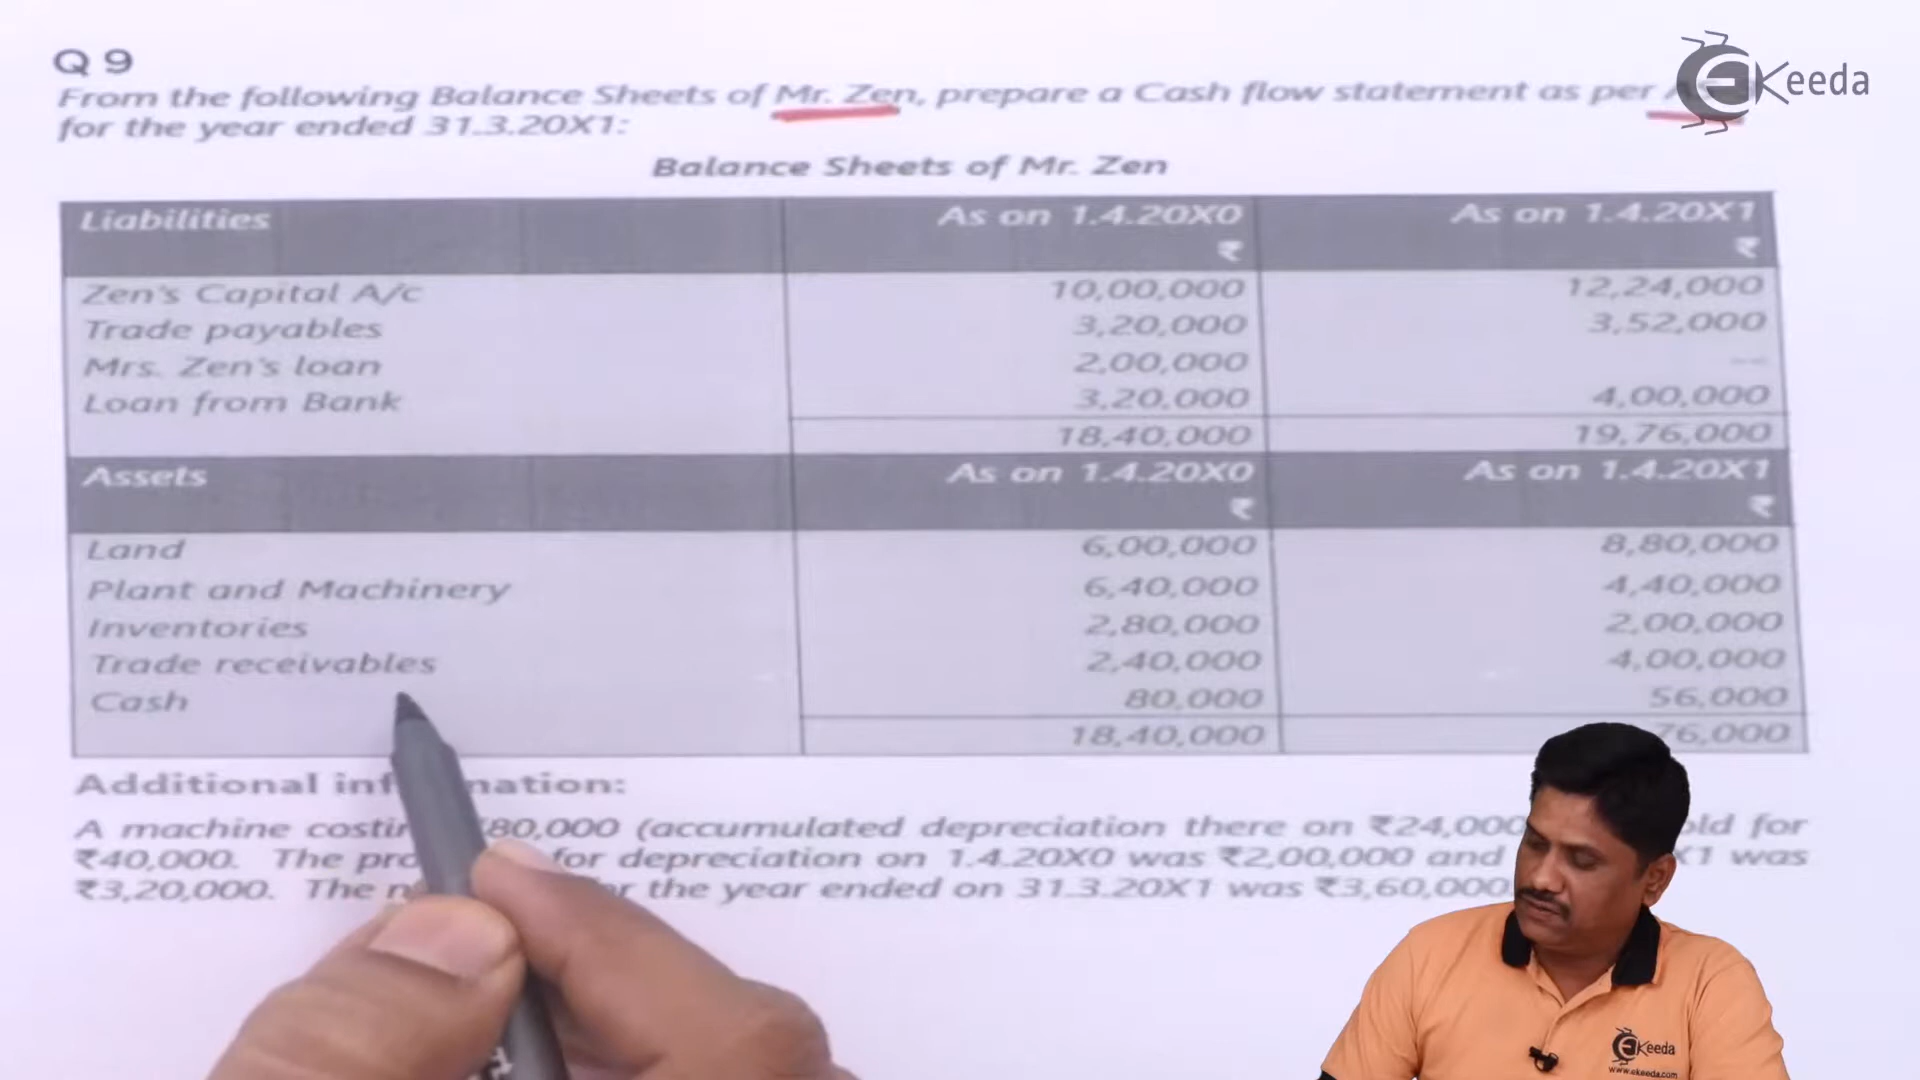 Q 9
Keeda
From the following Balance Sheets of Mr. Zen, prepare a Cash flow statement as per
for the year ended 31.3.20X1:
Balance Sheets of Mr. Zen
Liabilities As on 1.4.20X0 As on 1.4.20X1
₹ ₹
Zen's Capital A/c 10,00,000 12,24,000
Trade payables 3,20,000 3,52,000
Mrs. Zen's loan 2,00,000 --
Loan from Bank 3,20,000 4,00,000
18,40,000 19,76,000
Assets As on 1.4.20X0 As on 1.4.20X1
₹ ₹
Land 6,00,000 8,80,000
Plant and Machinery 6,40,000 4,40,000
Inventories 2,80,000 2,00,000
Trade receivables 2,40,000 4,00,000
Cash 80,000 56,000
18,40,000 76,000
Additional
A machine 80,000 (accumulated depreciation there on ₹24,000 for
₹40,000. The for depreciation on 1.4.20X0 was ₹2,00,000 and was
₹3,20,000. The the year ended on 31.3.20X1 was ₹3,60,000
Keeda
www.ekeeda.com